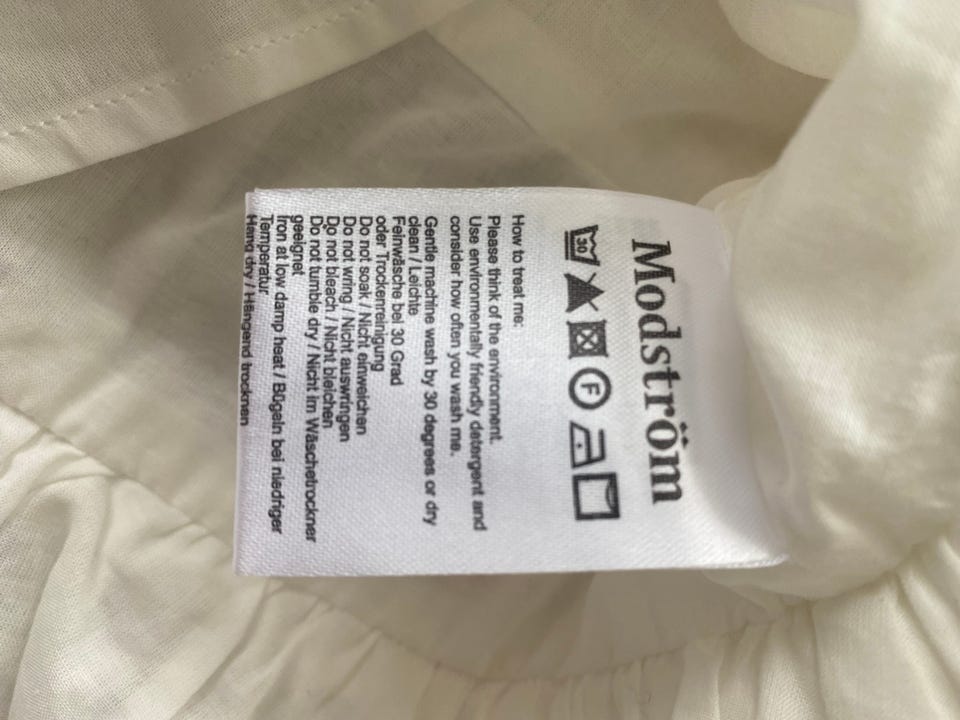 Modström
30
F
How to treat me:
Please think of the environment.
Use environmentally friendly detergent and
consider how often you wash me.
Gentle machine wash by 30 degrees or dry
clean / Leichte
Feinwäsche bei 30 Grad
oder Trockenreinigung
Do not soak / Nicht einweichen
Do not wring / Nicht auswringen
Do not bleach / Nicht bleichen
Do not tumble dry / Nicht im Wäschetrockner
geeignet
Iron at low damp heat / Bügeln bei niedriger
Temperatur
Hang dry / Hängend trocknen